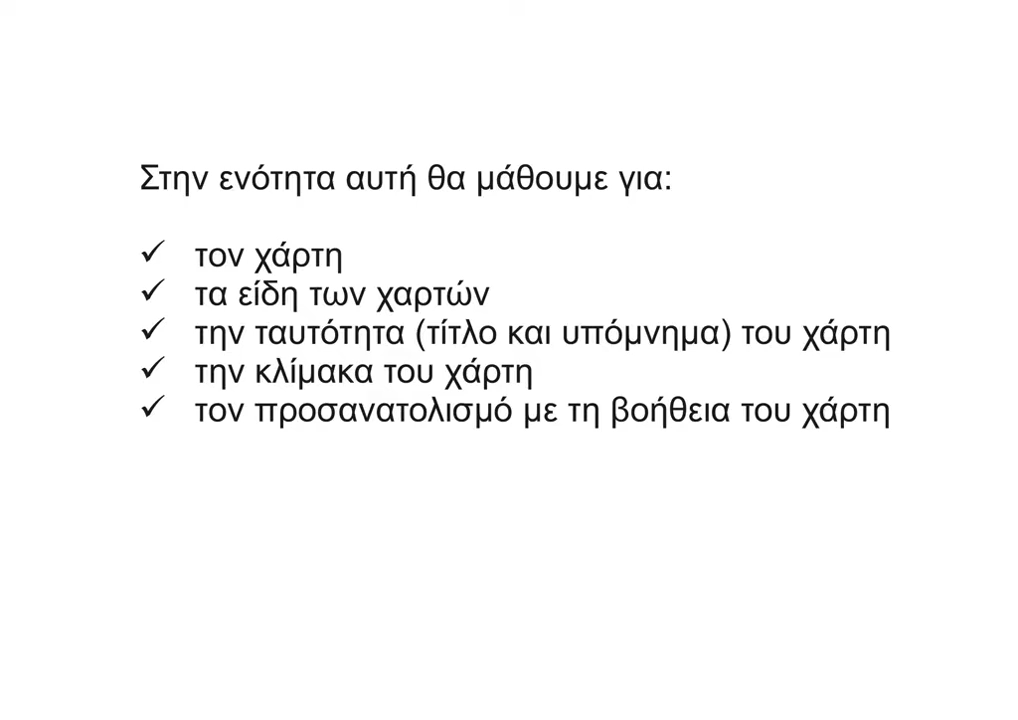 Στην ενότητα αυτή θα μάθουμε για:
✓ τον χάρτη
✓ τα είδη των χαρτών
✓ την ταυτότητα (τίτλο και υπόμνημα) του χάρτη
✓ την κλίμακα του χάρτη
✓ τον προσανατολισμό με τη βοήθεια του χάρτη